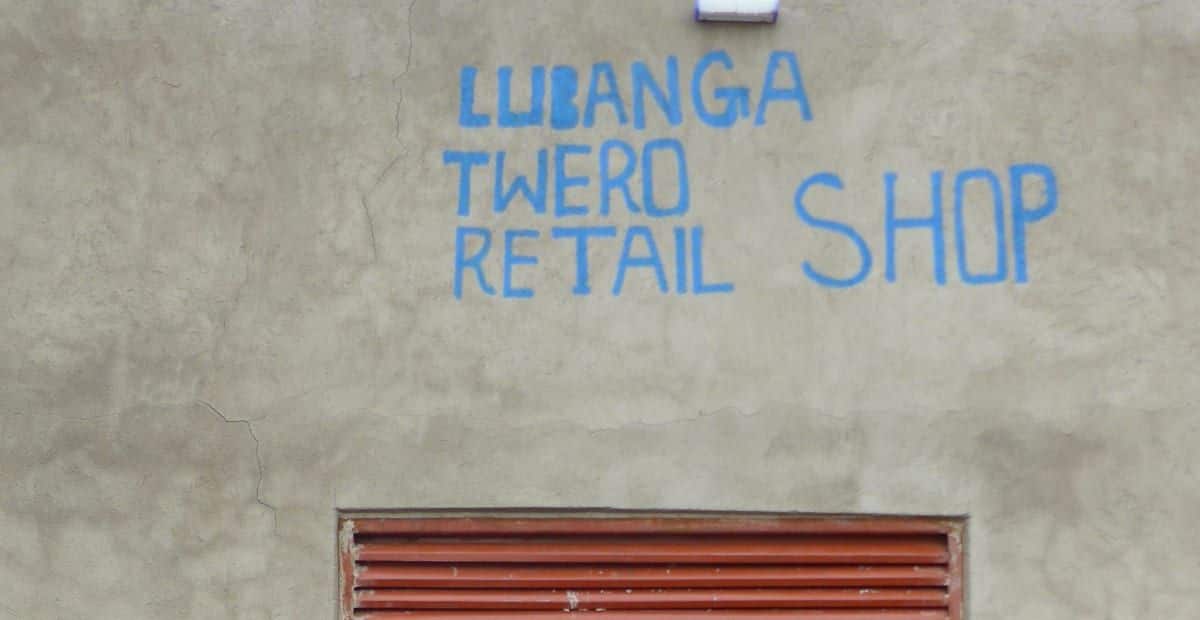 LUBANGA
TWERO
RETAIL SHOP